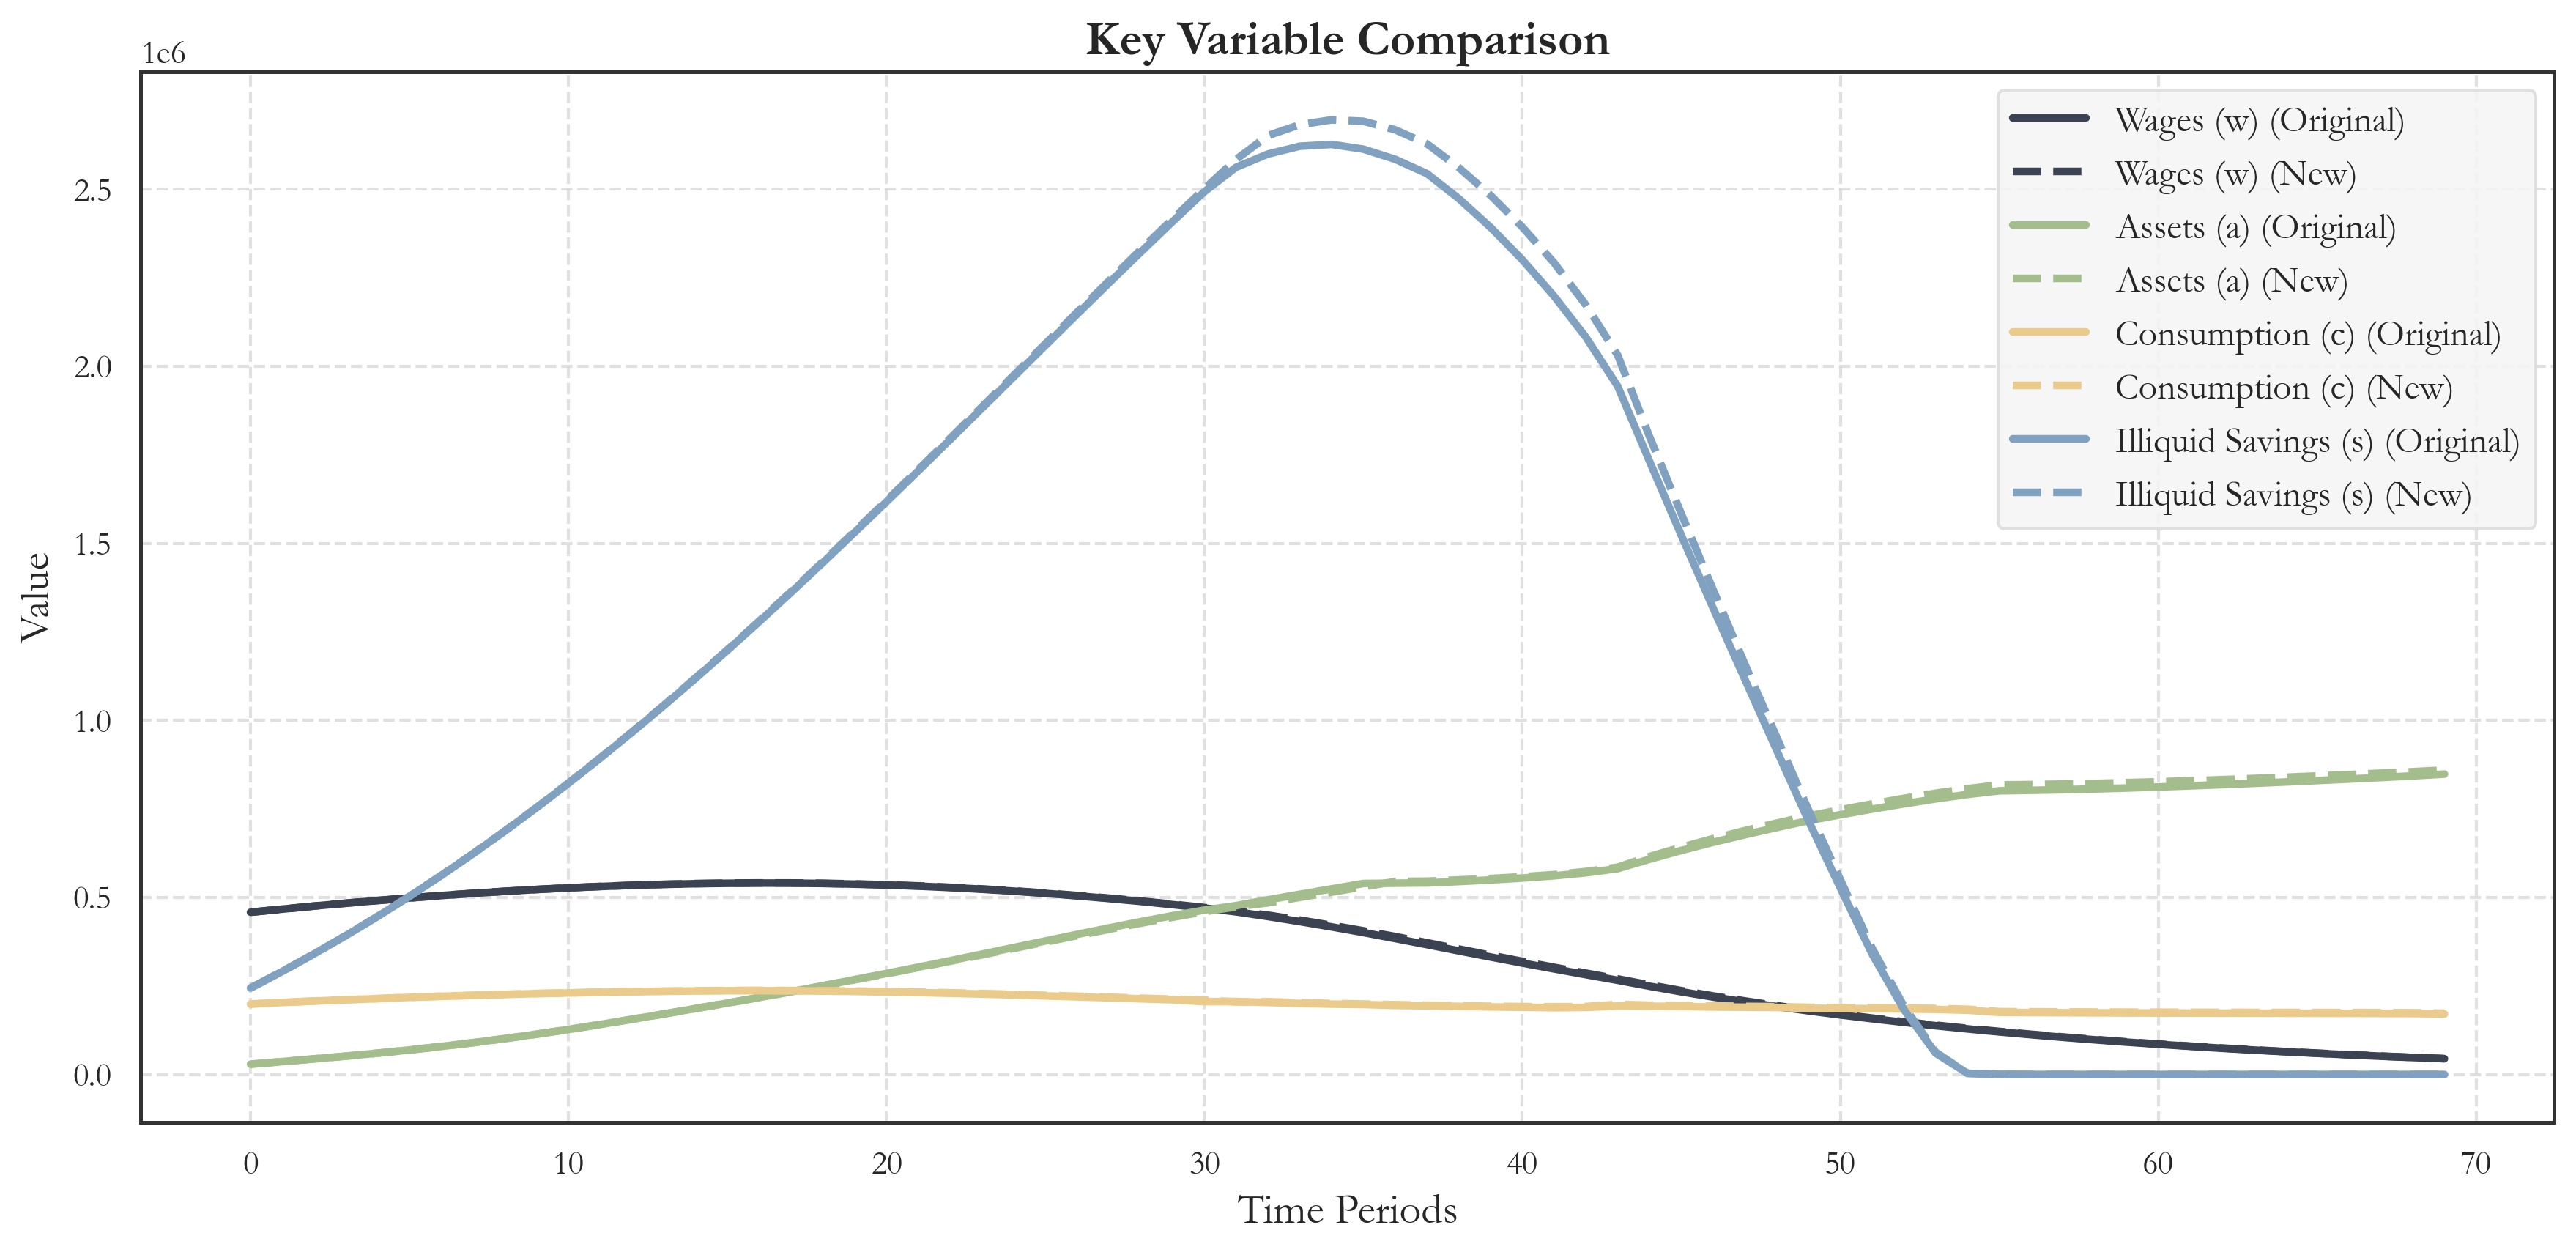 Key Variable Comparison
1e6
Wages (w) (Original)
Wages (w) (New)
Assets (a) (Original)
Assets (a) (New)
Consumption (c) (Original)
Consumption (c) (New)
Illiquid Savings (s) (Original)
Illiquid Savings (s) (New)
2.5
2.0
1.5
1.0
0.5
0.0
Value
0 10 20 30 40 50 60 70
Time Periods